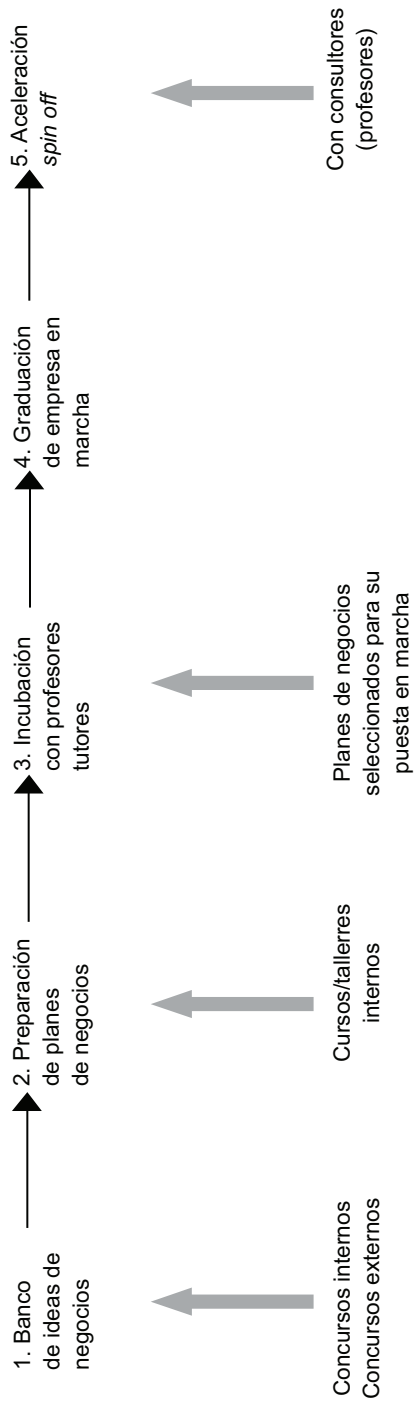 1. Banco
de ideas de
negocios
2. Preparación
de planes
de negocios
3. Incubación
con profesores
tutores
4. Graduación
de empresa en
marcha
5. Aceleración
spin off
Concursos internos
Concursos externos
Cursos/tallerres
internos
Planes de negocios
seleccionados para su
puesta en marcha
Con consultores
(profesores)